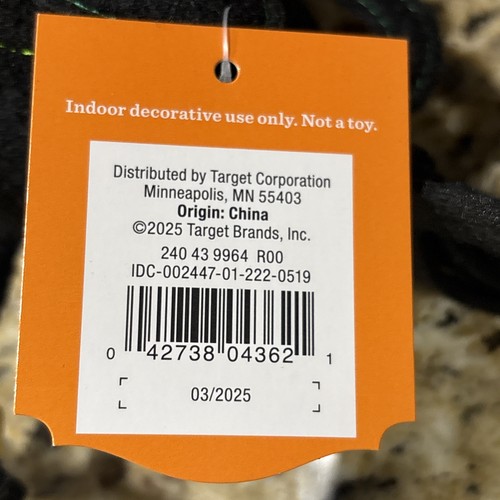 Indoor decorative use only. Not a toy.
Distributed by Target Corporation
Minneapolis, MN 55403
Origin: China
©2025 Target Brands, Inc.
240 43 9964 R00
IDC-002447-01-222-0519
0 42738 04362 1
03/2025